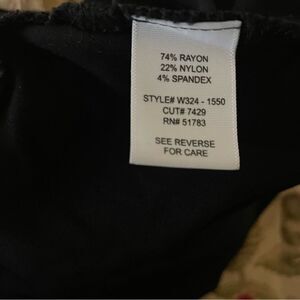 74% RAYON
22% NYLON
4% SPANDEX
STYLE# W324 - 1550
CUT# 7429
RN# 51783
SEE REVERSE
FOR CARE